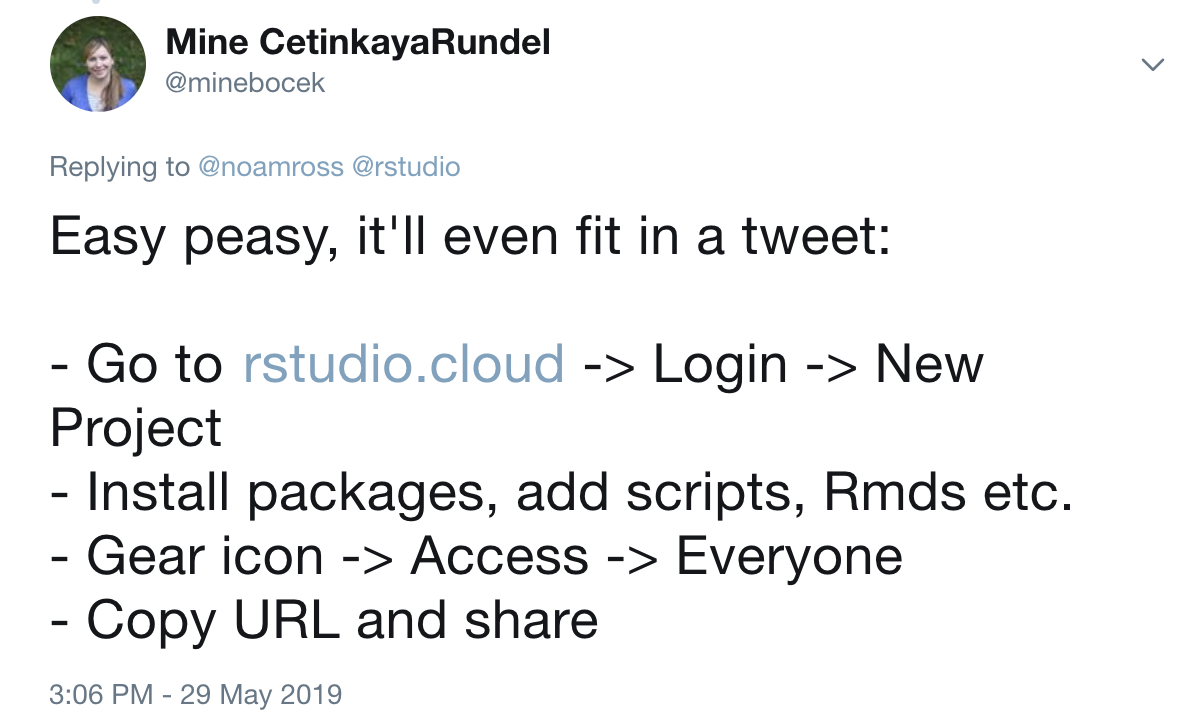 Mine CetinkayaRundel
@minebocek
Replying to @noamross @rstudio
Easy peasy, it'll even fit in a tweet:
- Go to rstudio.cloud -> Login -> New
Project
- Install packages, add scripts, Rmds etc.
- Gear icon -> Access -> Everyone
- Copy URL and share
3:06 PM - 29 May 2019